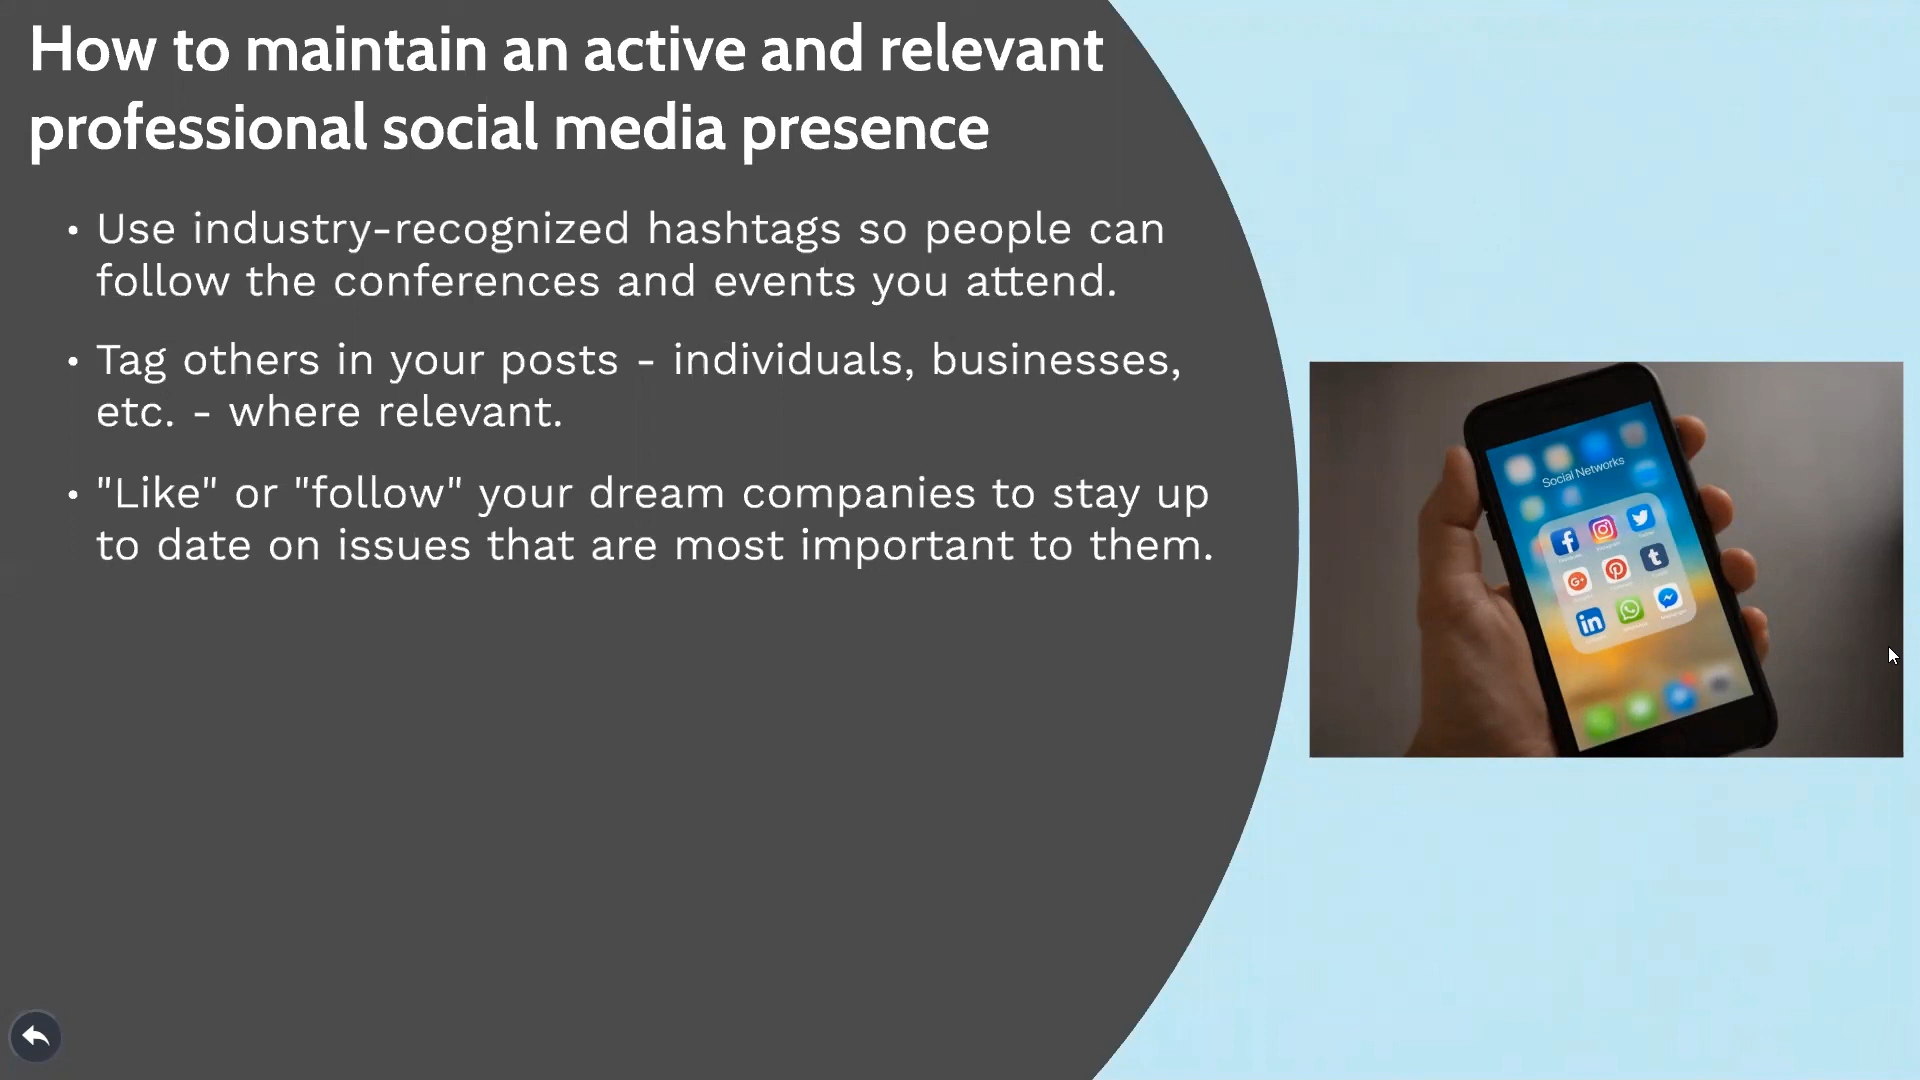 How to maintain an active and relevant
professional social media presence
• Use industry-recognized hashtags so people can
follow the conferences and events you attend.
• Tag others in your posts - individuals, businesses,
etc. - where relevant.
• "Like" or "follow" your dream companies to stay up
to date on issues that are most important to them.
Social Networks